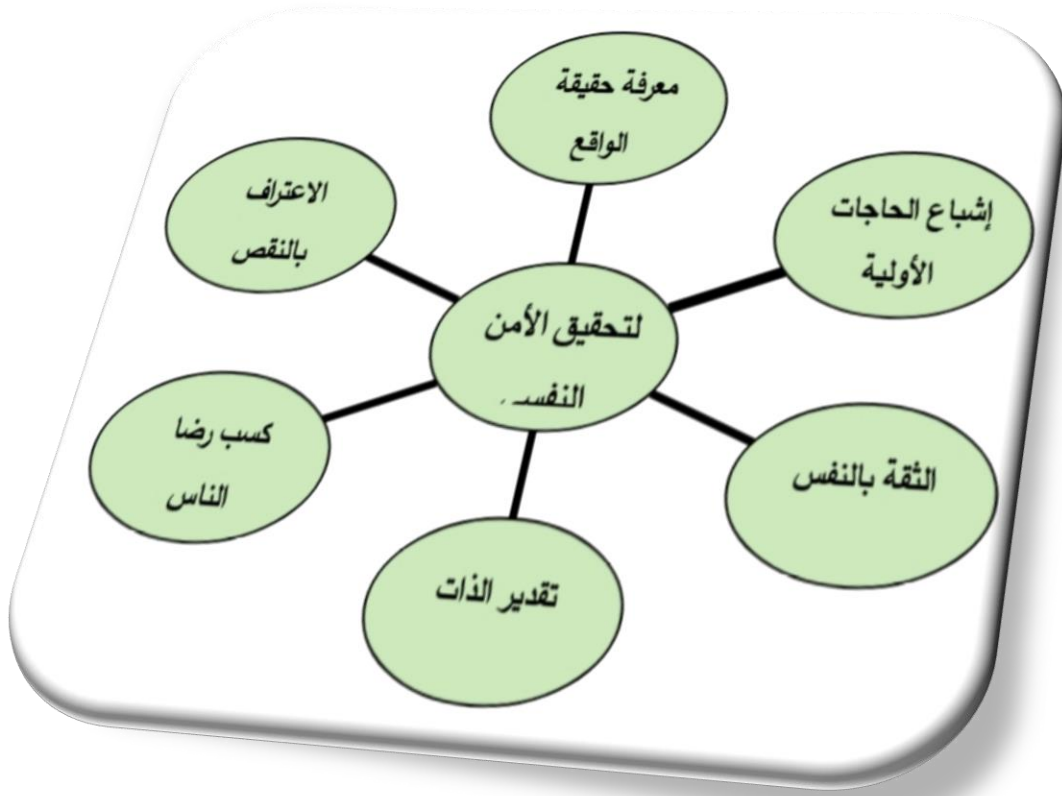 معرفة حقيقة
الواقع
إشباع الحاجات
الأولية
الاعتراف
بالنقص
لتحقيق الأمن
كسب رضا
الناس
الثقة بالنفس
تقدير الذات